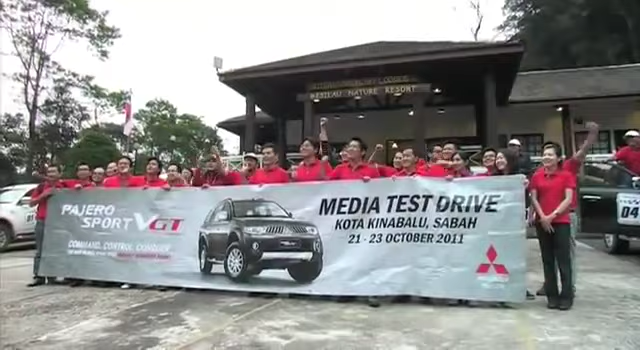 MESILAU NATURE RESORT
PAJERO
SPORT VGT
COMMAND. CONTROL. CONQUER.
MEDIA TEST DRIVE
KOTA KINABALU, SABAH
21 - 23 OCTOBER 2011
04